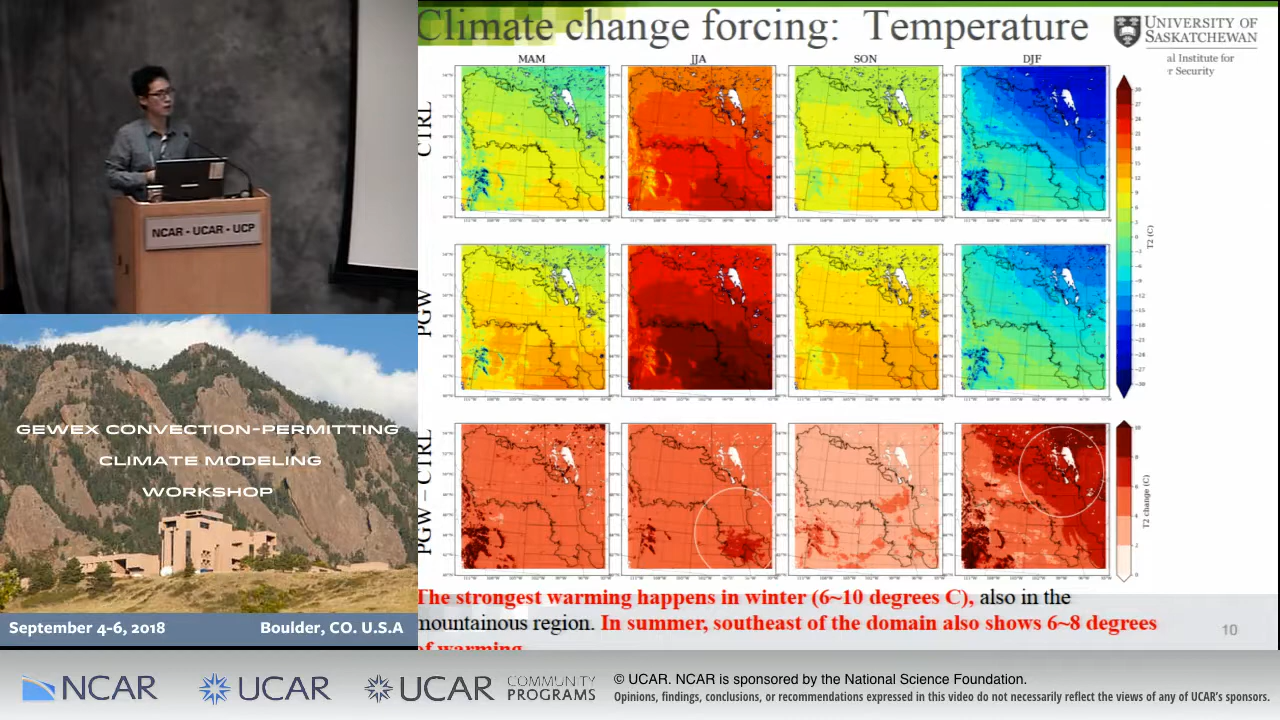 Climate change forcing: Temperature
UNIVERSITY OF
SASKATCHEWAN
al Institute for
r Security
MAM
JJA
SON
DJF
CTRL
PGW
PGW – CTRL
T2 (C)
T2 change (C)
The strongest warming happens in winter (6~10 degrees C), also in the
mountainous region. In summer, southeast of the domain also shows 6~8 degrees
of warming
10
NCAR - UCAR - UCP
GEWEX CONVECTION-PERMITTING
CLIMATE MODELING
WORKSHOP
September 4-6, 2018
Boulder, CO. U.S.A
NCAR
UCAR
UCAR
COMMUNITY
PROGRAMS
© UCAR. NCAR is sponsored by the National Science Foundation.
Opinions, findings, conclusions, or recommendations expressed in this video do not necessarily reflect the views of any of UCAR's sponsors.